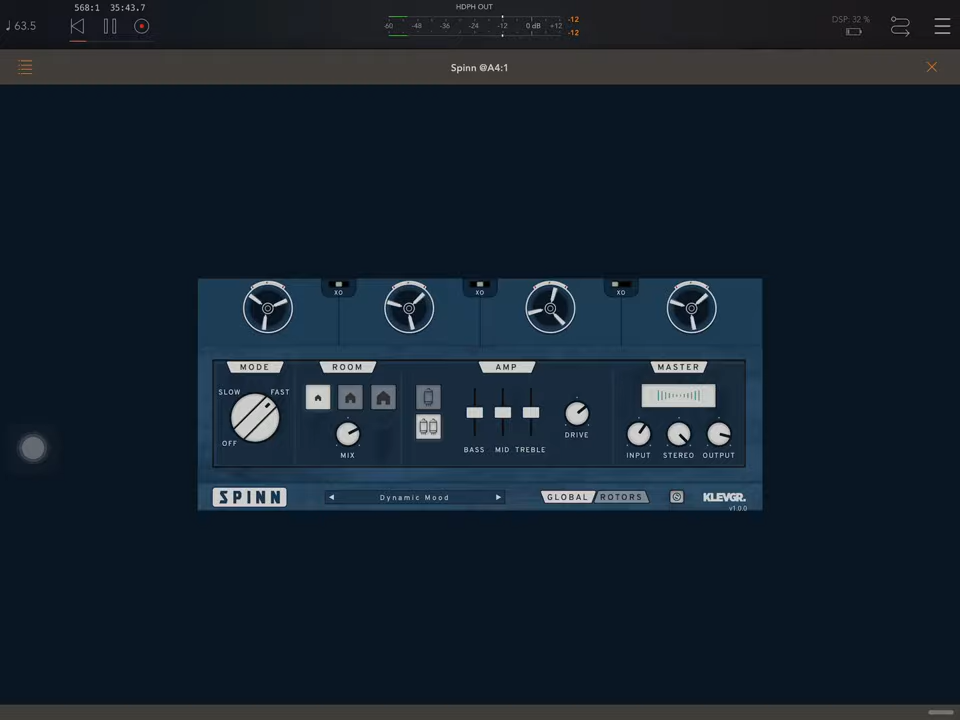 568:1 35:43.7
HDPH OUT
♩ 63.5
-60 -48 -36 -24 -12 0 dB +12
-12
-12
DSP: 32 %
Spinn @A4:1
XO XO XO
MODE ROOM AMP MASTER
SLOW FAST
OFF
MIX
BASS MID TREBLE
DRIVE
INPUT STEREO OUTPUT
SPINN
Dynamic Mood
GLOBAL ROTORS
KLEVGR.
v1.0.0